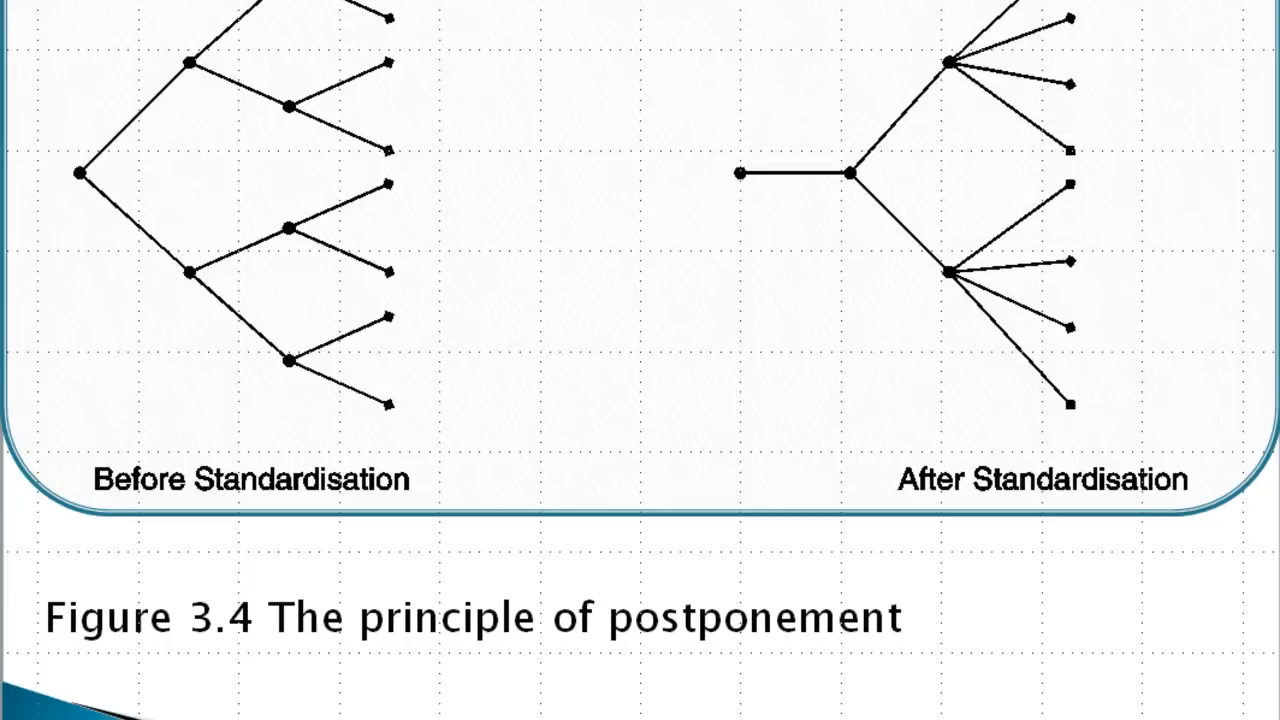 Before Standardisation
After Standardisation
Figure 3.4 The principle of postponement